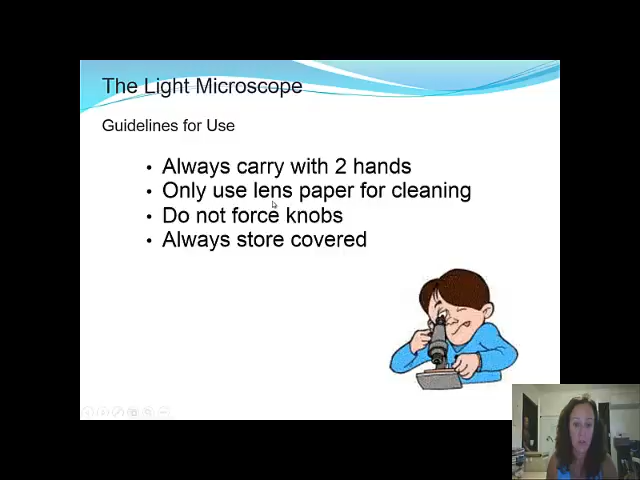 The Light Microscope
Guidelines for Use
• Always carry with 2 hands
• Only use lens paper for cleaning
• Do not force knobs
• Always store covered